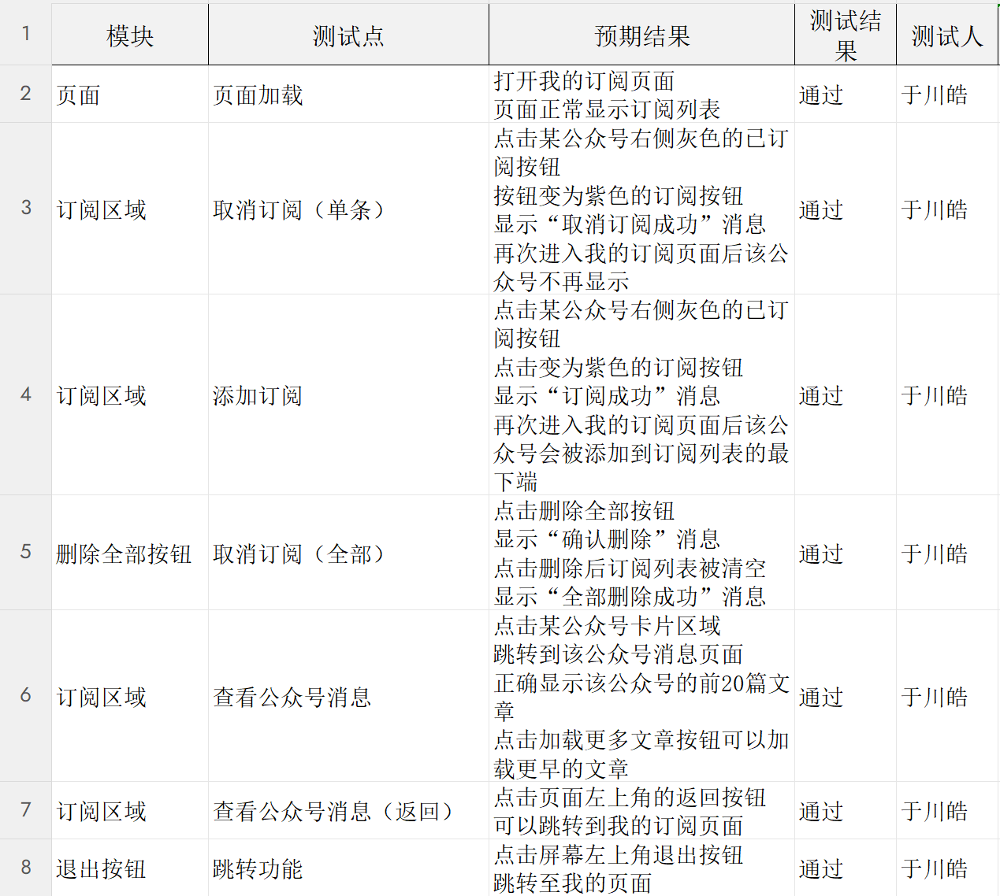 1
模块
测试点
预期结果
测试结
果
测试人
2
页面
页面加载
打开我的订阅页面
页面正常显示订阅列表
通过
于川皓
3
订阅区域
取消订阅（单条）
点击某公众号右侧灰色的已订
阅按钮
按钮变为紫色的订阅按钮
显示“取消订阅成功”消息
再次进入我的订阅页面后该公
众号不再显示
通过
于川皓
4
订阅区域
添加订阅
点击某公众号右侧灰色的已订
阅按钮
点击变为紫色的订阅按钮
显示“订阅成功”消息
再次进入我的订阅页面后该公
众号会被添加到订阅列表的最
下端
通过
于川皓
5
删除全部按钮
取消订阅（全部）
点击删除全部按钮
显示“确认删除”消息
点击删除后订阅列表被清空
显示“全部删除成功”消息
通过
于川皓
6
订阅区域
查看公众号消息
点击某公众号卡片区域
跳转到该公众号消息页面
正确显示该公众号的前20篇文
章
点击加载更多文章按钮可以加
载更早的文章
通过
于川皓
7
订阅区域
查看公众号消息（返回）
点击页面左上角的返回按钮
可以跳转到我的订阅页面
通过
于川皓
8
退出按钮
跳转功能
点击屏幕左上角退出按钮
跳转至我的页面
通过
于川皓